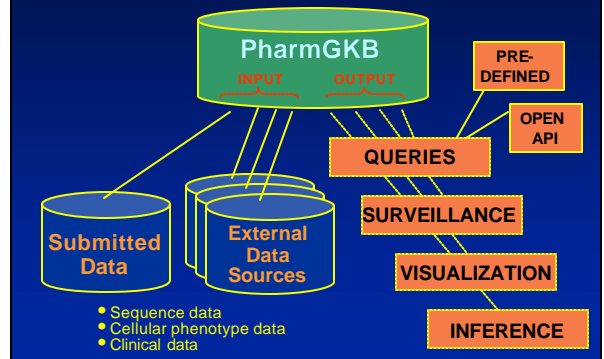 PharmGKB
INPUT
OUTPUT
PRE-
DEFINED
OPEN
API
QUERIES
SURVEILLANCE
VISUALIZATION
INFERENCE
Submitted
Data
External
Data
Sources
• Sequence data
• Cellular phenotype data
• Clinical data